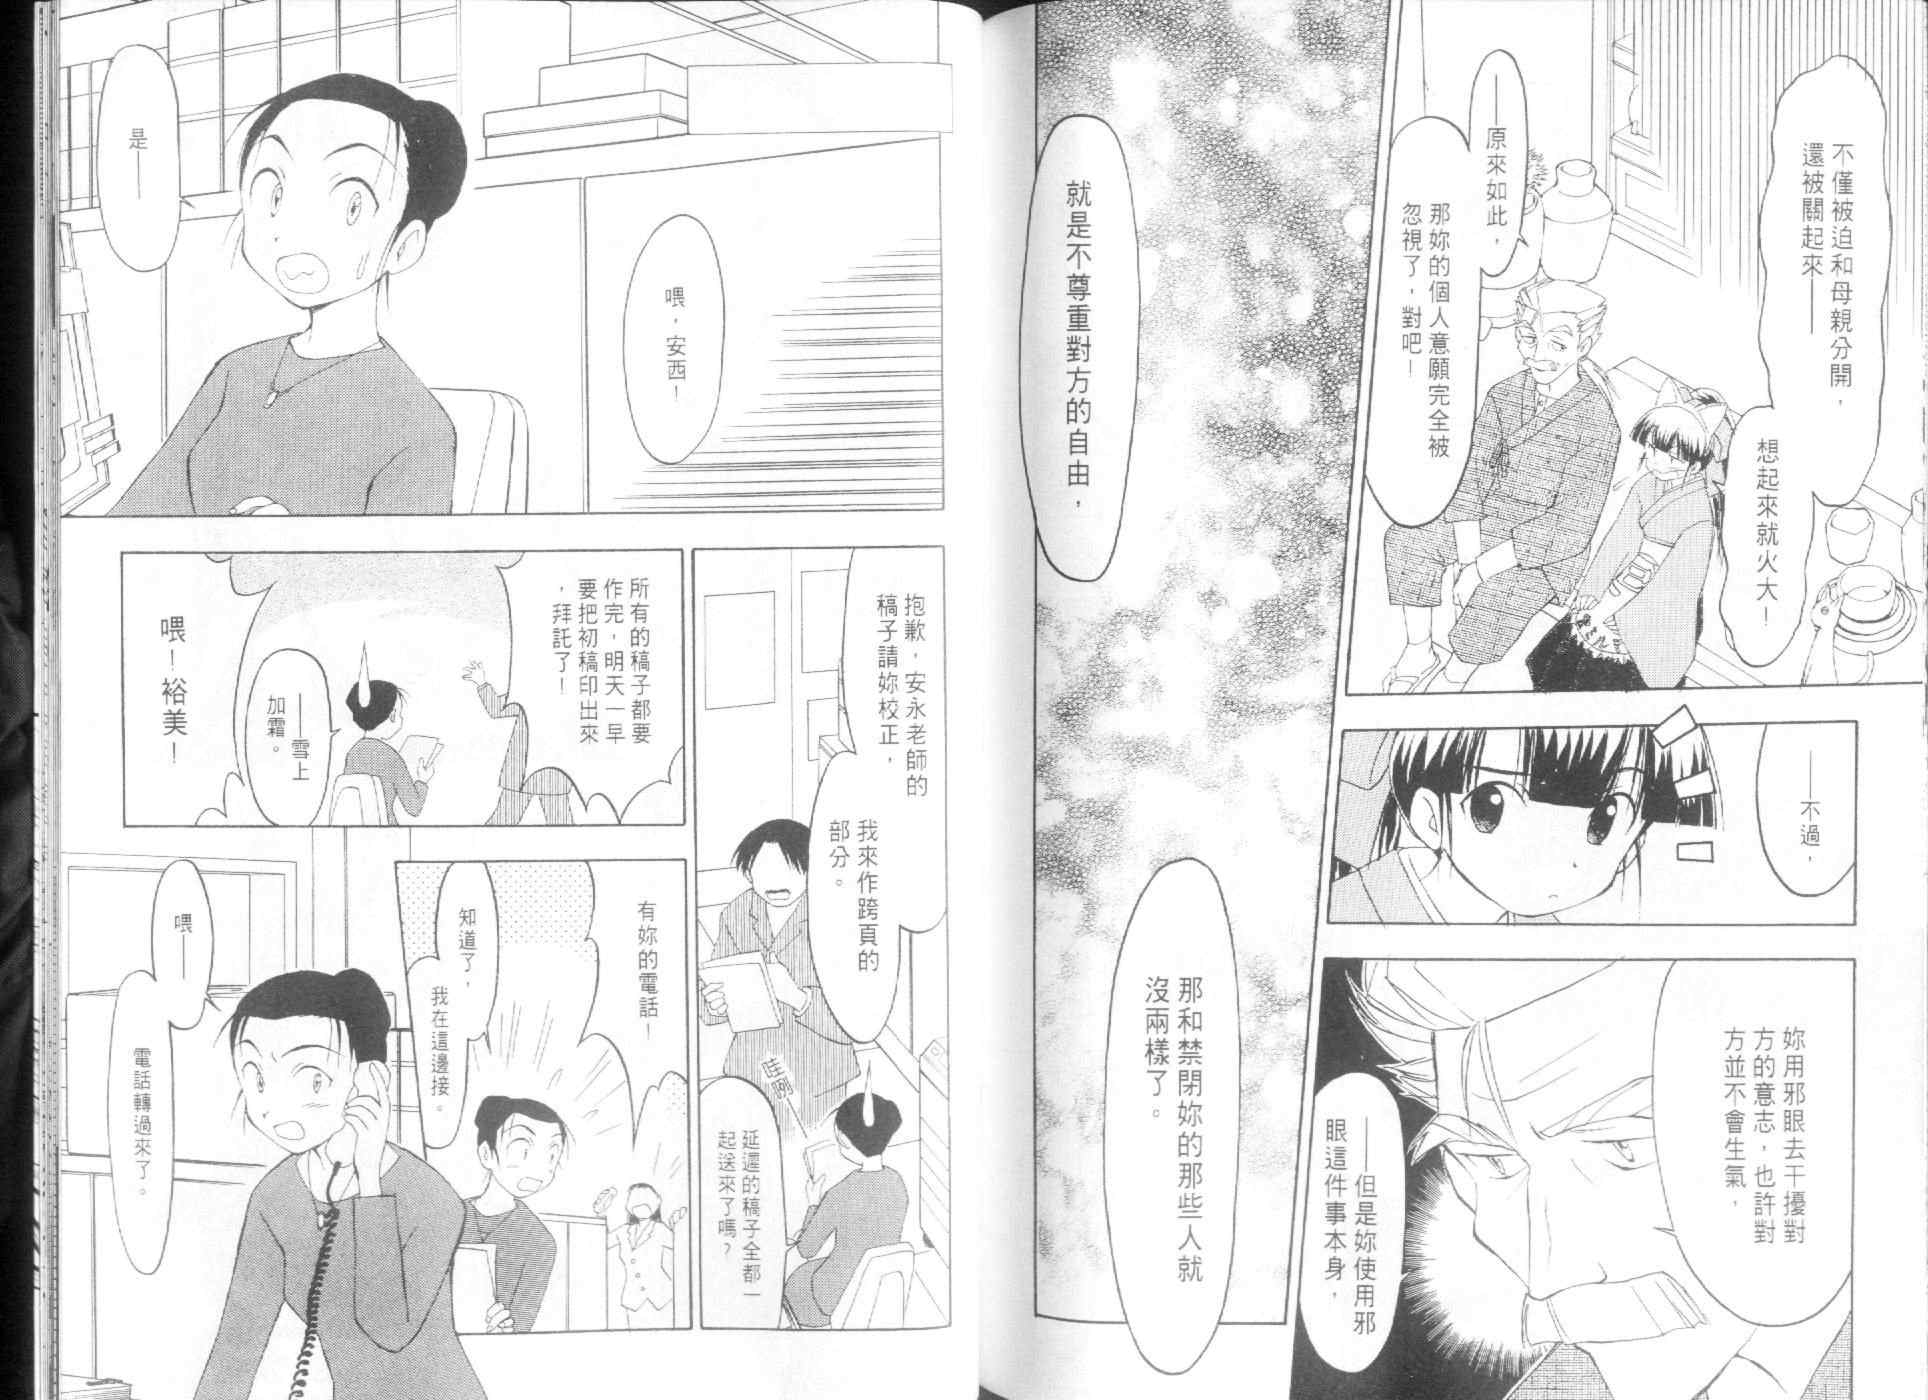 不僅被迫和母親分開，
還被關起來——
想起來就火大！
——原來如此，
那妳的個人意願完全被
忽視了，對吧！
——不過，
妳用邪眼去干擾對
方的意志，也許對
方並不會生氣，
——但是妳使用邪
眼這件事本身，
就是不尊重對方的自由，
那和禁閉妳的那些人就
沒兩樣了。
喂，安西！
是——
抱歉，安永老師的
稿子請妳校正，
我來作跨頁的
部分。
哇咧
延遲的稿子全都一
起送來了嗎？
所有的稿子都要
作完，明天一早
要把初稿印出來
，拜託了！
——雪上
加霜。
喂！裕美！
有妳的電話！
知道了，
我在這邊接。
喂——
電話轉過來了。